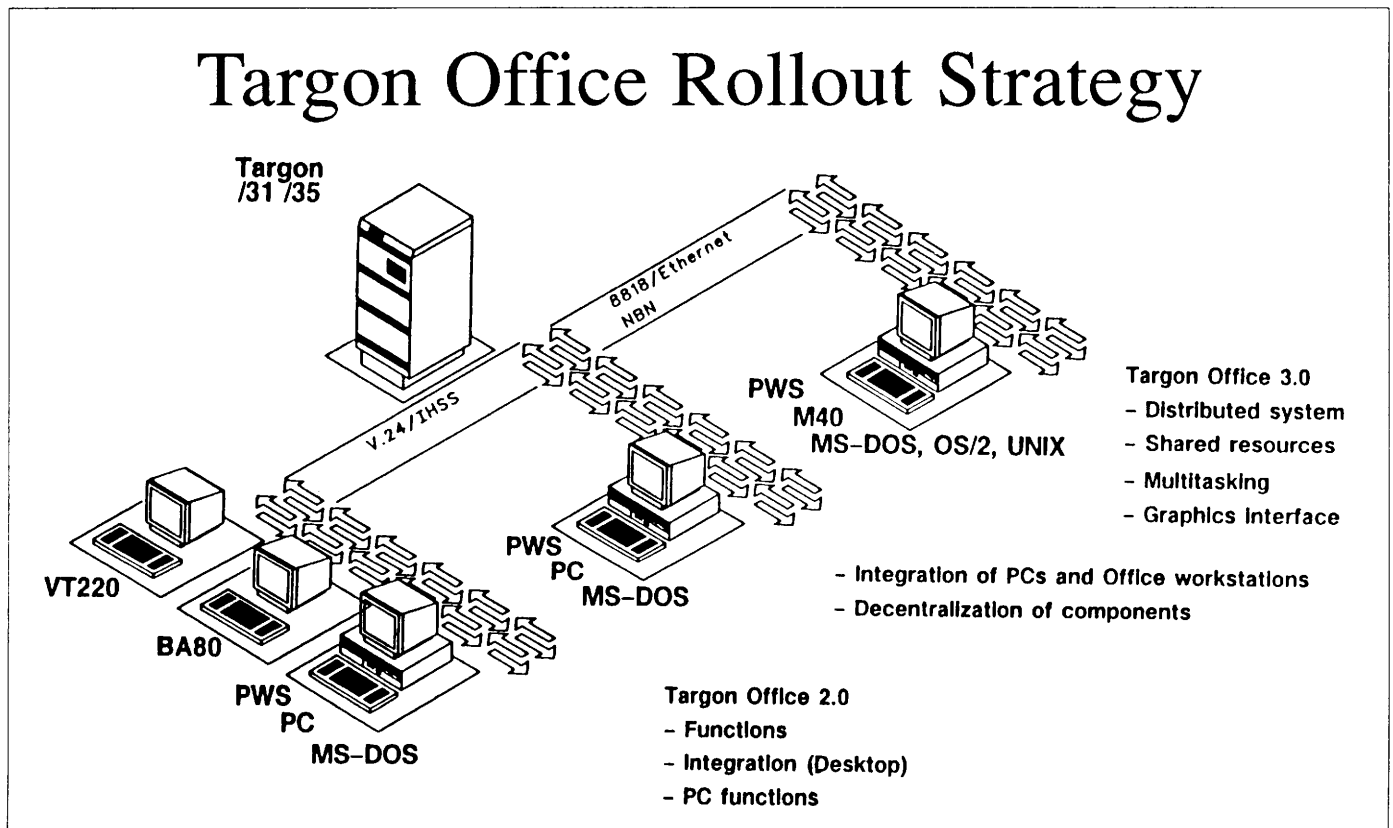 Targon Office Rollout Strategy
Targon
/31 /35
8818/Ethernet
NBN
V.24/IHSS
PWS
M40
MS-DOS, OS/2, UNIX
Targon Office 3.0
- Distributed system
- Shared resources
- Multitasking
- Graphics Interface
PWS
PC
MS-DOS
- Integration of PCs and Office workstations
- Decentralization of components
VT220
BA80
PWS
PC
MS-DOS
Targon Office 2.0
- Functions
- Integration (Desktop)
- PC functions